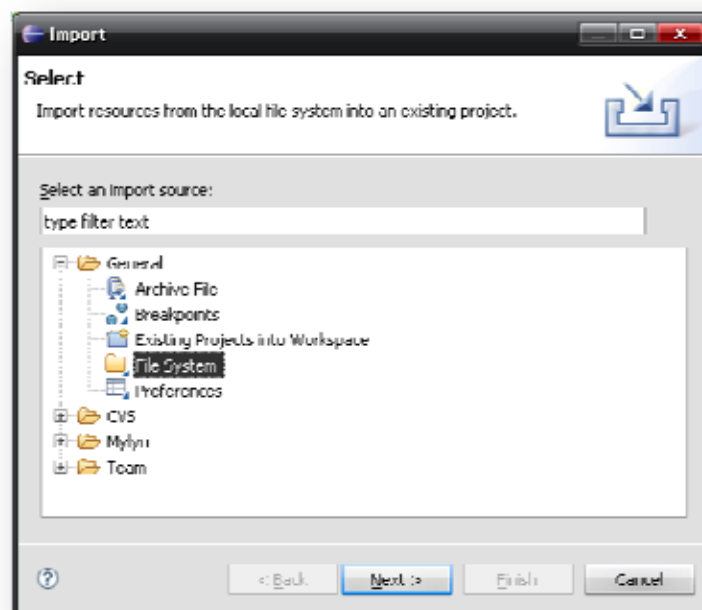 Import
Select
Import resources from the local file system into an existing project.
Select an import source:
type filter text
General
Archive File
Breakpoints
Existing Projects into Workspace
File System
Preferences
CVS
Mylyn
Team
< Back
Next >
Finish
Cancel